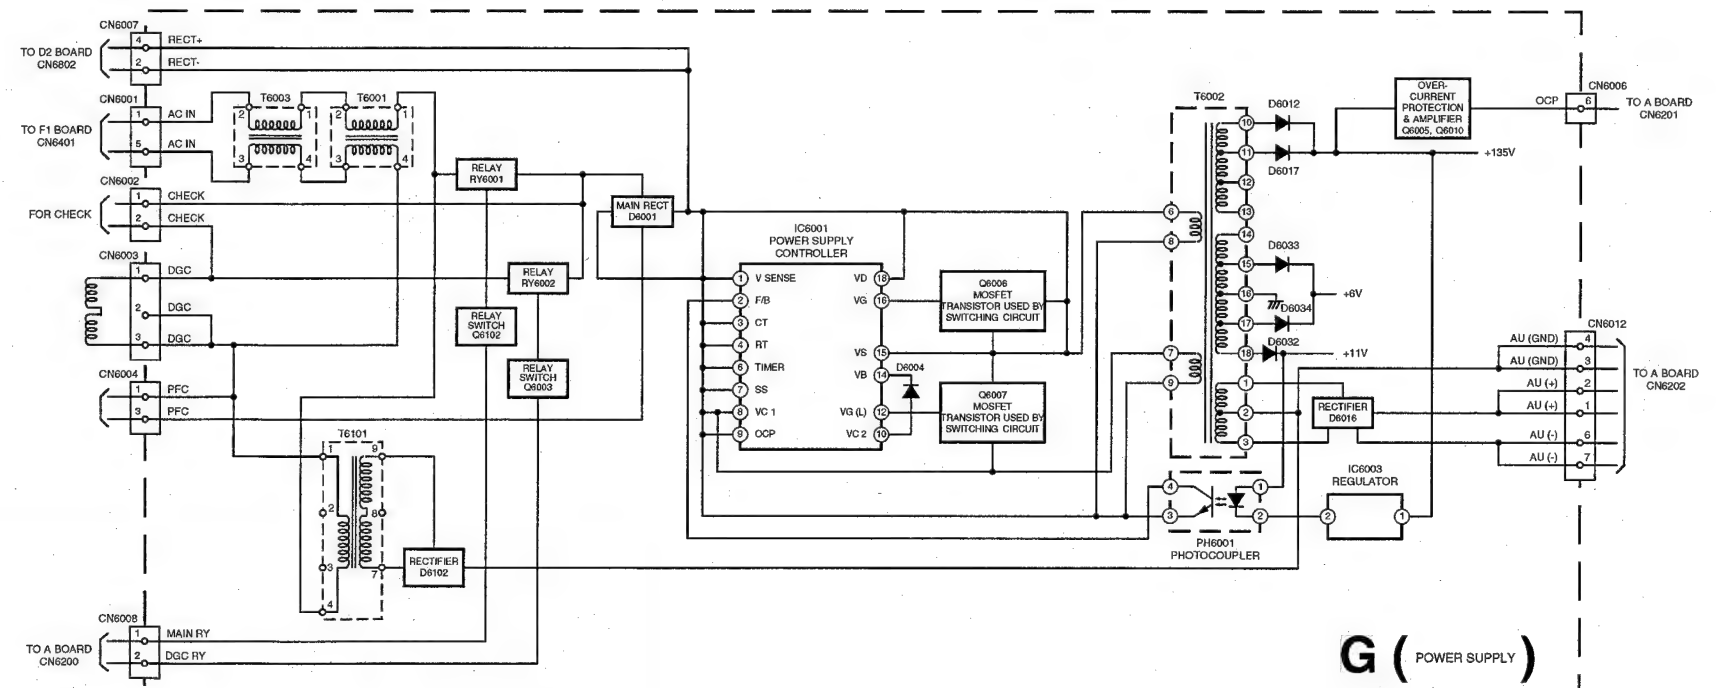 CN6007
4 RECT+
TO D2 BOARD
CN6802
2 RECT-
CN6001
1 AC IN
TO F1 BOARD
CN6401
5 AC IN
T6003
2 1
3 4
T6001
2 1
3 4
CN6002
1 CHECK
FOR CHECK
2 CHECK
CN6003
1 DGC
2 DGC
3 DGC
CN6004
1 PFC
3 PFC
T6101
1 9
2 8
3 7
4
RECTIFIER
D6102
CN6008
1 MAIN RY
TO A BOARD
CN6200
2 DGC RY
RELAY
RY6001
RELAY
RY6002
RELAY
SWITCH
Q6102
RELAY
SWITCH
Q6003
MAIN RECT
D6001
IC6001
POWER SUPPLY
CONTROLLER
1 V SENSE VD 18
2 F/B VG 16
3 CT
4 RT VS 15
6 TIMER VB 14
7 SS
8 VC 1 VG (L) 12
9 OCP VC 2 10
D6004
Q6006
MOSFET
TRANSISTOR USED BY
SWITCHING CIRCUIT
Q6007
MOSFET
TRANSISTOR USED BY
SWITCHING CIRCUIT
T6002
6
8
7
9
10
11
12
13
14
15
16
17
18
1
2
3
D6012
D6017
D6033
D6034
D6032
+135V
+6V
+11V
OVER-
CURRENT
PROTECTION
& AMPLIFIER
Q6005, Q6010
CN6006
OCP 6
TO A BOARD
CN6201
RECTIFIER
D6016
CN6012
AU (GND) 4
AU (GND) 3
AU (+) 2
AU (+) 1
AU (-) 6
AU (-) 7
TO A BOARD
CN6202
4 1
3 2
PH6001
PHOTOCOUPLER
IC6003
REGULATOR
2 1
G ( POWER SUPPLY )